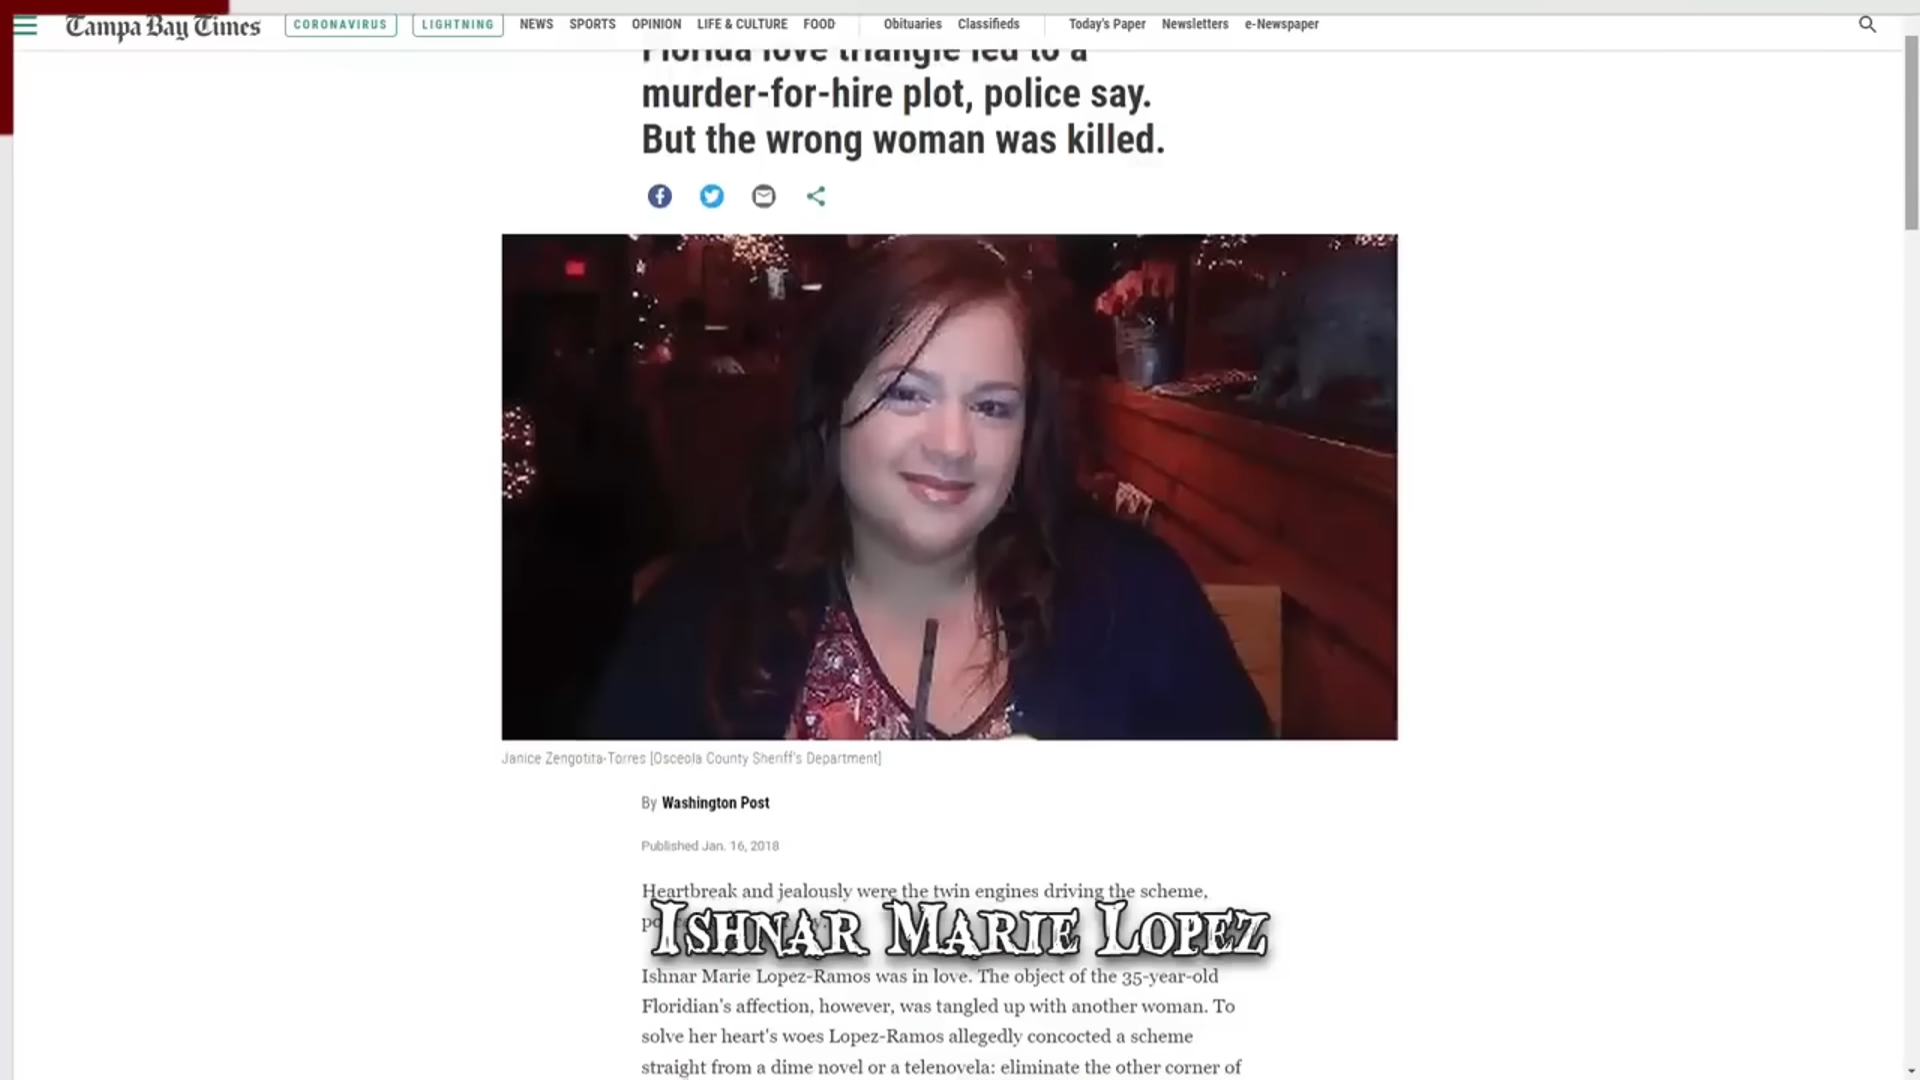 Tampa Bay Times CORONAVIRUS LIGHTNING NEWS SPORTS OPINION LIFE & CULTURE FOOD Obituaries Classifieds Today's Paper Newsletters e-Newspaper
Florida love triangle led to a
murder-for-hire plot, police say.
But the wrong woman was killed.
Janice Zengotita-Torres [Osceola County Sheriff's Department]
By Washington Post
Published Jan. 16, 2018
Heartbreak and jealously were the twin engines driving the scheme,
ISHNAR MARIE LOPEZ
Ishnar Marie Lopez-Ramos was in love. The object of the 35-year-old
Floridian's affection, however, was tangled up with another woman. To
solve her heart's woes Lopez-Ramos allegedly concocted a scheme
straight from a dime novel or a telenovela: eliminate the other corner of